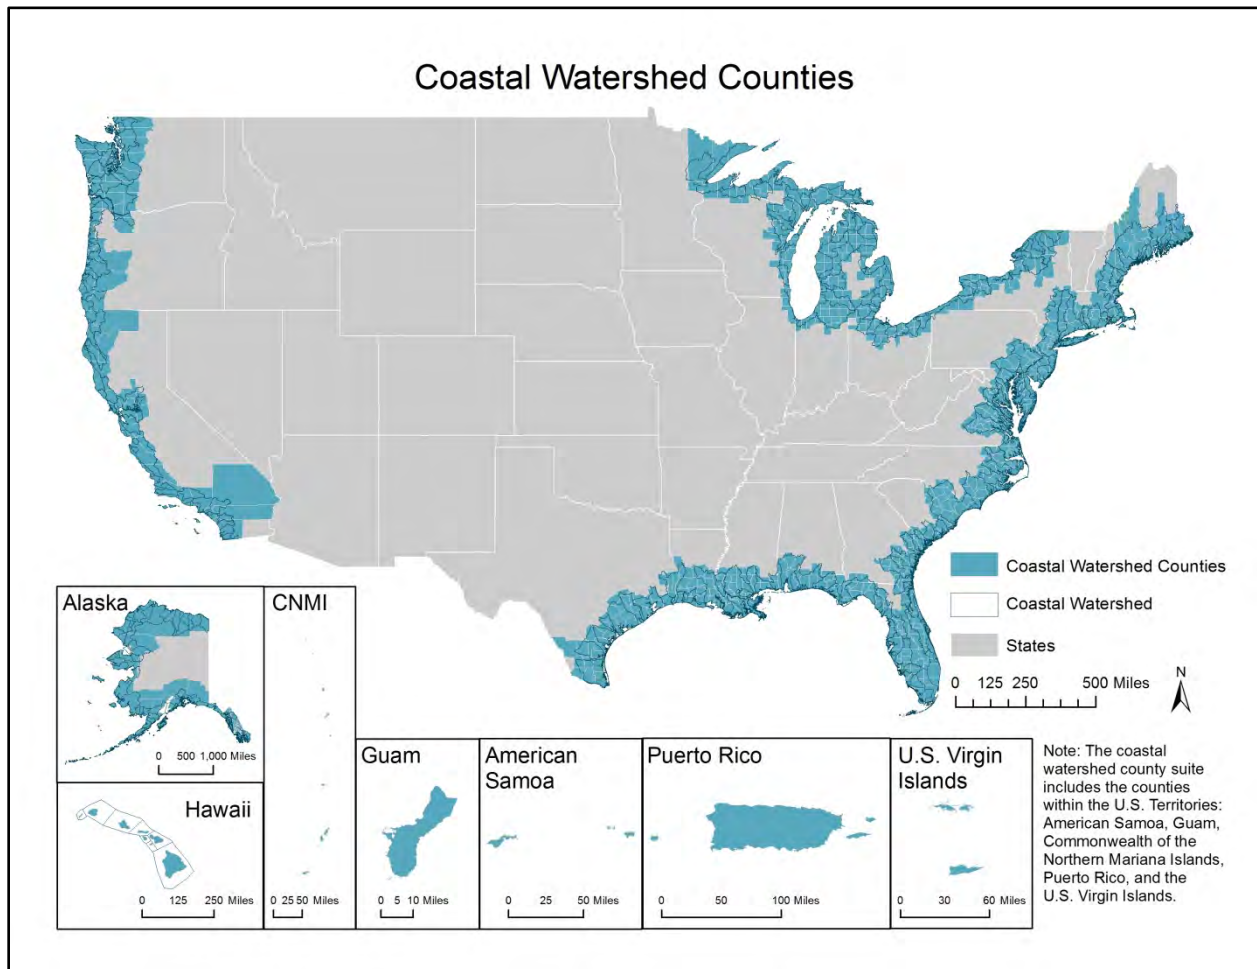 Coastal Watershed Counties
Coastal Watershed Counties
Coastal Watershed
States
0 125 250 500 Miles
N
Alaska
0 500 1,000 Miles
CNMI
0 25 50 Miles
Hawaii
0 125 250 Miles
Guam
0 5 10 Miles
American
Samoa
0 25 50 Miles
Puerto Rico
0 50 100 Miles
U.S. Virgin
Islands
0 30 60 Miles
Note: The coastal
watershed county suite
includes the counties
within the U.S. Territories:
American Samoa, Guam,
Commonwealth of the
Northern Mariana Islands,
Puerto Rico, and the
U.S. Virgin Islands.